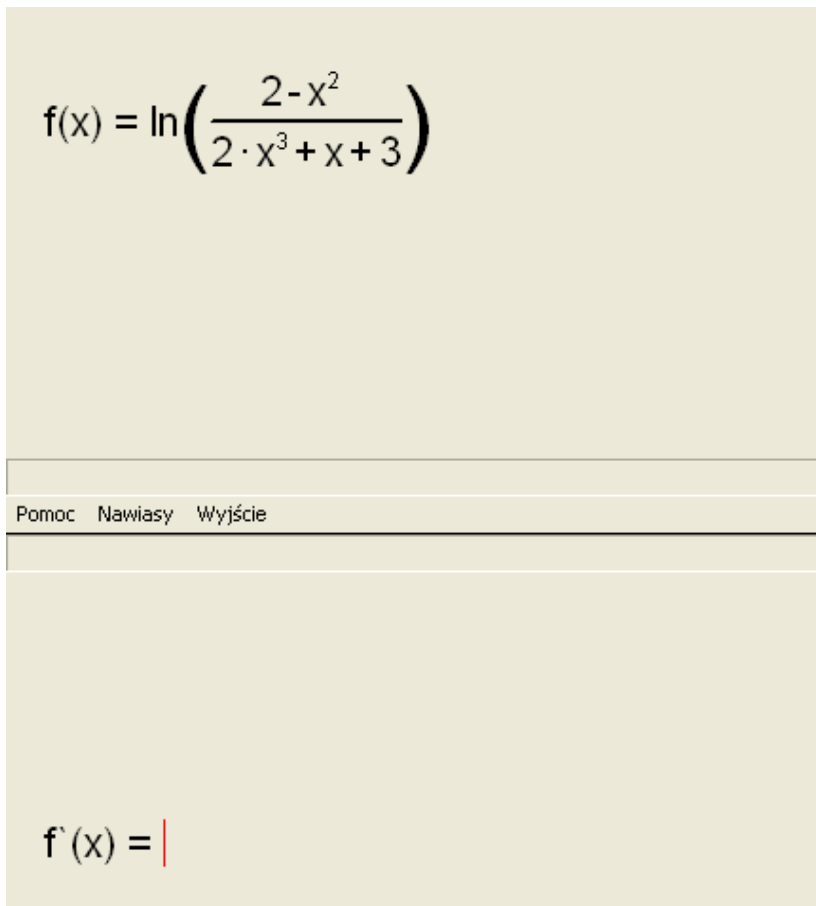 f(x) = ln(2-x²/2·x³+x+3)
Pomoc Nawiasy Wyjście
f`(x) =